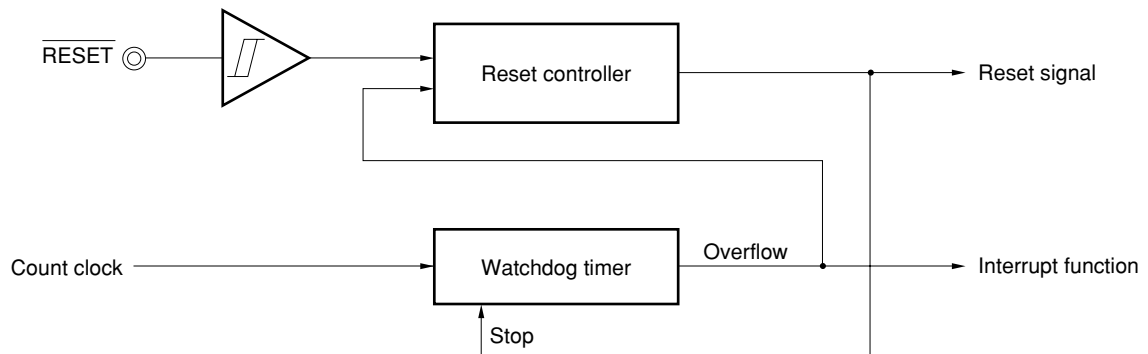 RESET
Reset controller
Reset signal
Count clock
Watchdog timer
Overflow
Interrupt function
Stop